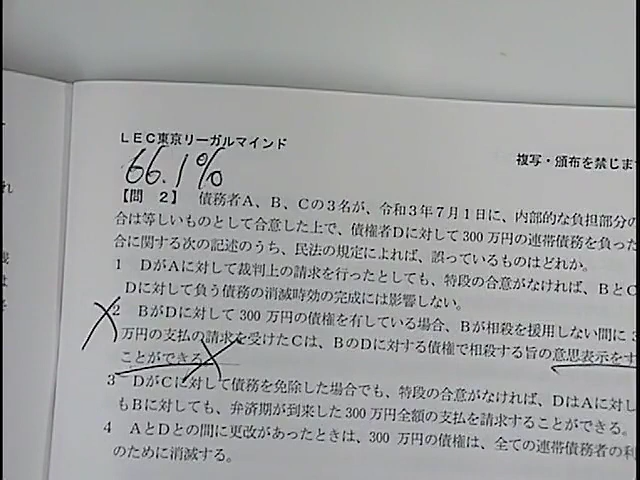 LEC東京リーガルマインド
複写・頒布を禁じま
66.1%
【問 2】 債務者A、B、Cの3名が、令和3年7月1日に、内部的な負担部分の
合は等しいものとして合意した上で、債権者Dに対して300万円の連帯債務を負った
合に関する次の記述のうち、民法の規定によれば、誤っているものはどれか。
1 DがAに対して裁判上の請求を行ったとしても、特段の合意がなければ、BとC
Dに対して負う債務の消滅時効の完成には影響しない。
2 BがDに対して300万円の債権を有している場合、Bが相殺を援用しない間に3
万円の支払の請求を受けたCは、BのDに対する債権で相殺する旨の意思表示をす
ことができる。
3 DがCに対して債務を免除した場合でも、特段の合意がなければ、DはAに対し
もBに対しても、弁済期が到来した300万円全額の支払を請求することができる。
4 AとDとの間に更改があったときは、300万円の債権は、全ての連帯債務者の利
のために消滅する。